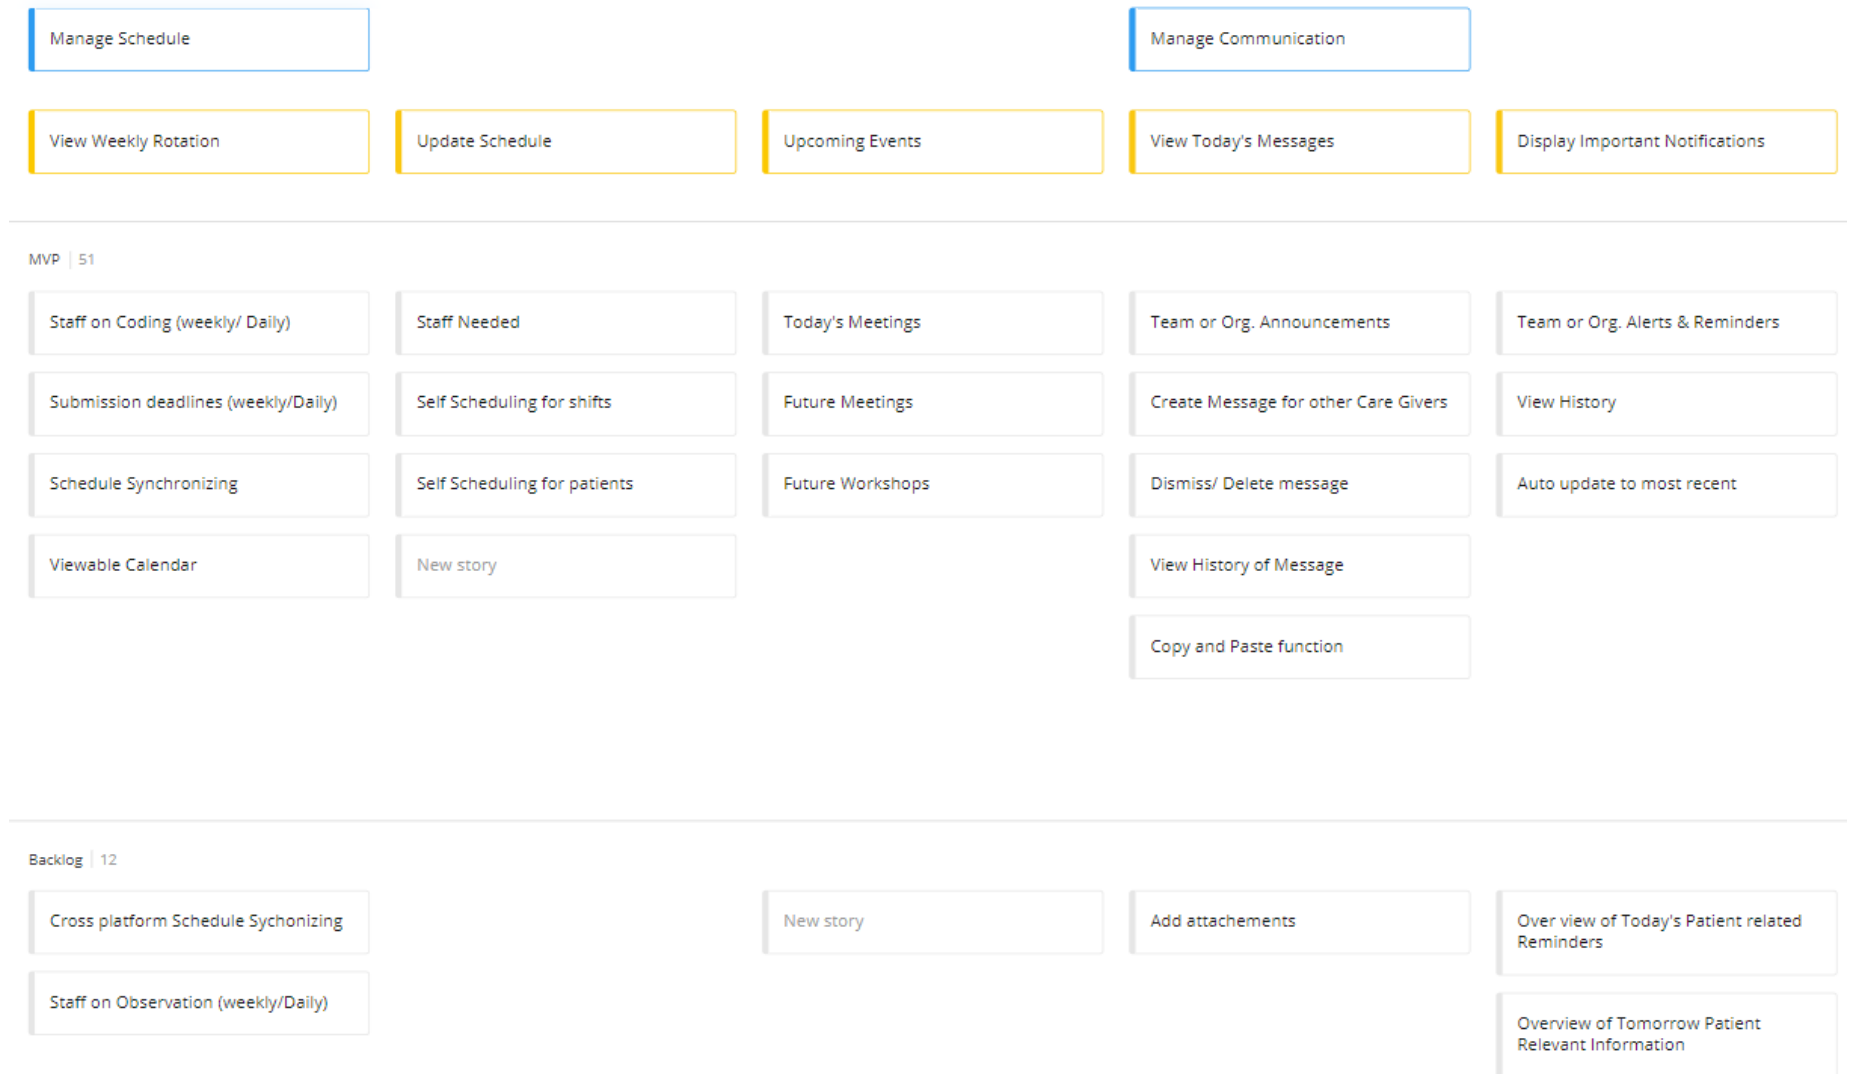 Manage Schedule
Manage Communication
View Weekly Rotation
Update Schedule
Upcoming Events
View Today's Messages
Display Important Notifications
MVP | 51
Staff on Coding (weekly/ Daily)
Staff Needed
Today's Meetings
Team or Org. Announcements
Team or Org. Alerts & Reminders
Submission deadlines (weekly/Daily)
Self Scheduling for shifts
Future Meetings
Create Message for other Care Givers
View History
Schedule Synchronizing
Self Scheduling for patients
Future Workshops
Dismiss/ Delete message
Auto update to most recent
Viewable Calendar
New story
View History of Message
Copy and Paste function
Backlog | 12
Cross platform Schedule Sychonizing
New story
Add attachements
Over view of Today's Patient related
Reminders
Staff on Observation (weekly/Daily)
Overview of Tomorrow Patient
Relevant Information